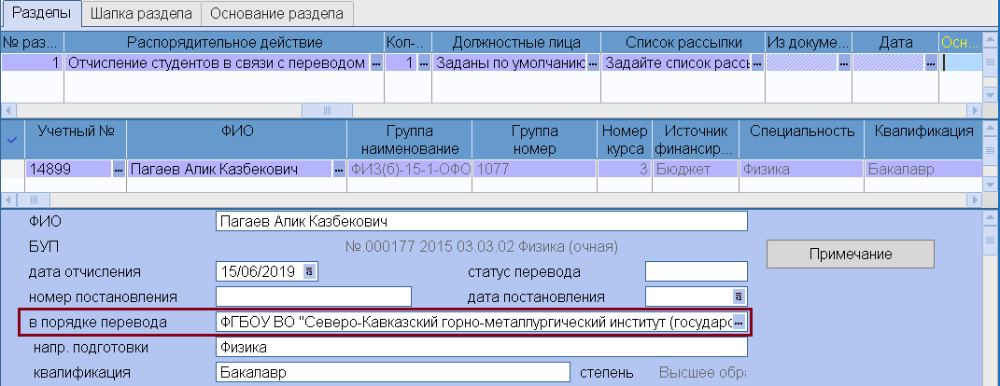 Разделы Шапка раздела Основание раздела
№ раз... Распорядительное действие Кол-... Должностные лица Список рассылки Из докуме... Дата Осн...
1 Отчисление студентов в связи с переводом ... 1 ... Заданы по умолчанию ... Задайте список рассы ... ... ...
Учетный № ФИО Группа наименование Группа номер Номер курса Источник финансир... Специальность Квалификация
14899 ... Пагаев Алик Казбекович ... ФИЗ(б)-15-1-ОФО 1077 3 Бюджет Физика Бакалавр
ФИО Пагаев Алик Казбекович
БУП №.000177 2015 03.03.02 Физика (очная)
Примечание
дата отчисления 15/06/2019 12 статус перевода
номер постановления дата постановления 12
в порядке перевода ФГБОУ ВО "Северо-Кавказский горно-металлургический институт (государс ...
напр. подготовки Физика
квалификация Бакалавр степень Высшее обра